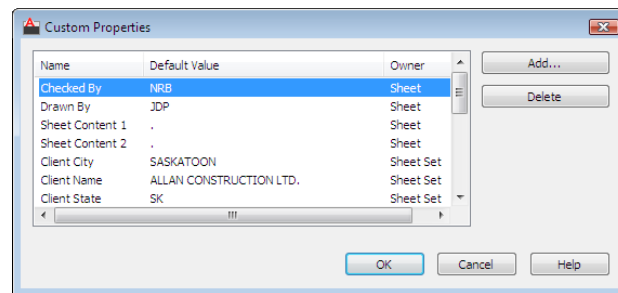 Custom Properties
Name Default Value Owner
Checked By NRB Sheet
Drawn By JDP Sheet
Sheet Content 1 . Sheet
Sheet Content 2 . Sheet
Client City SASKATOON Sheet Set
Client Name ALLAN CONSTRUCTION LTD. Sheet Set
Client State SK Sheet Set
Add...
Delete
OK Cancel Help